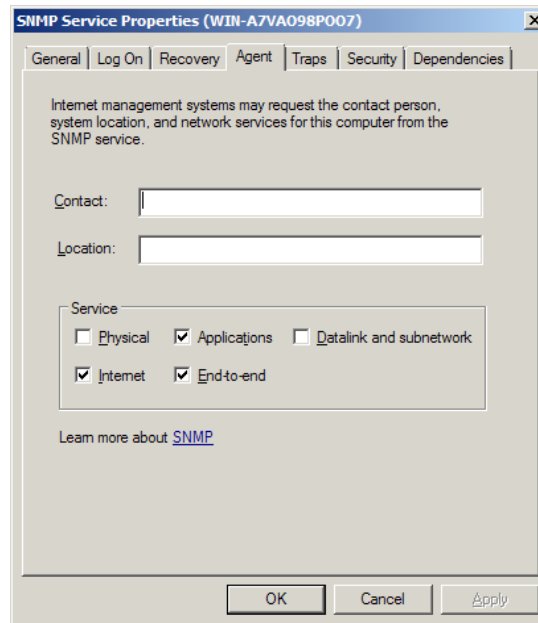 SNMP Service Properties (WIN-A7VAO98POO7)
General Log On Recovery Agent Traps Security Dependencies
Internet management systems may request the contact person,
system location, and network services for this computer from the
SNMP service.
Contact:
Location:
Service
Physical Applications Datalink and subnetwork
Internet End-to-end
Learn more about SNMP
OK Cancel Apply